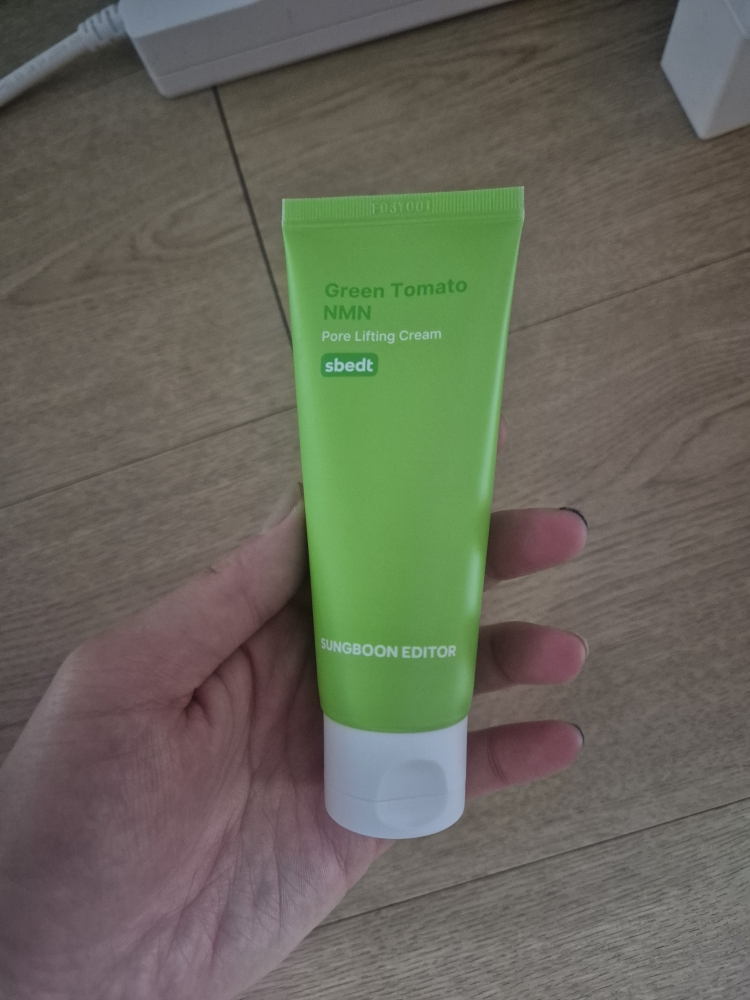 Green Tomato
NMN
Pore Lifting Cream
sbedt
SUNGBOON EDITOR